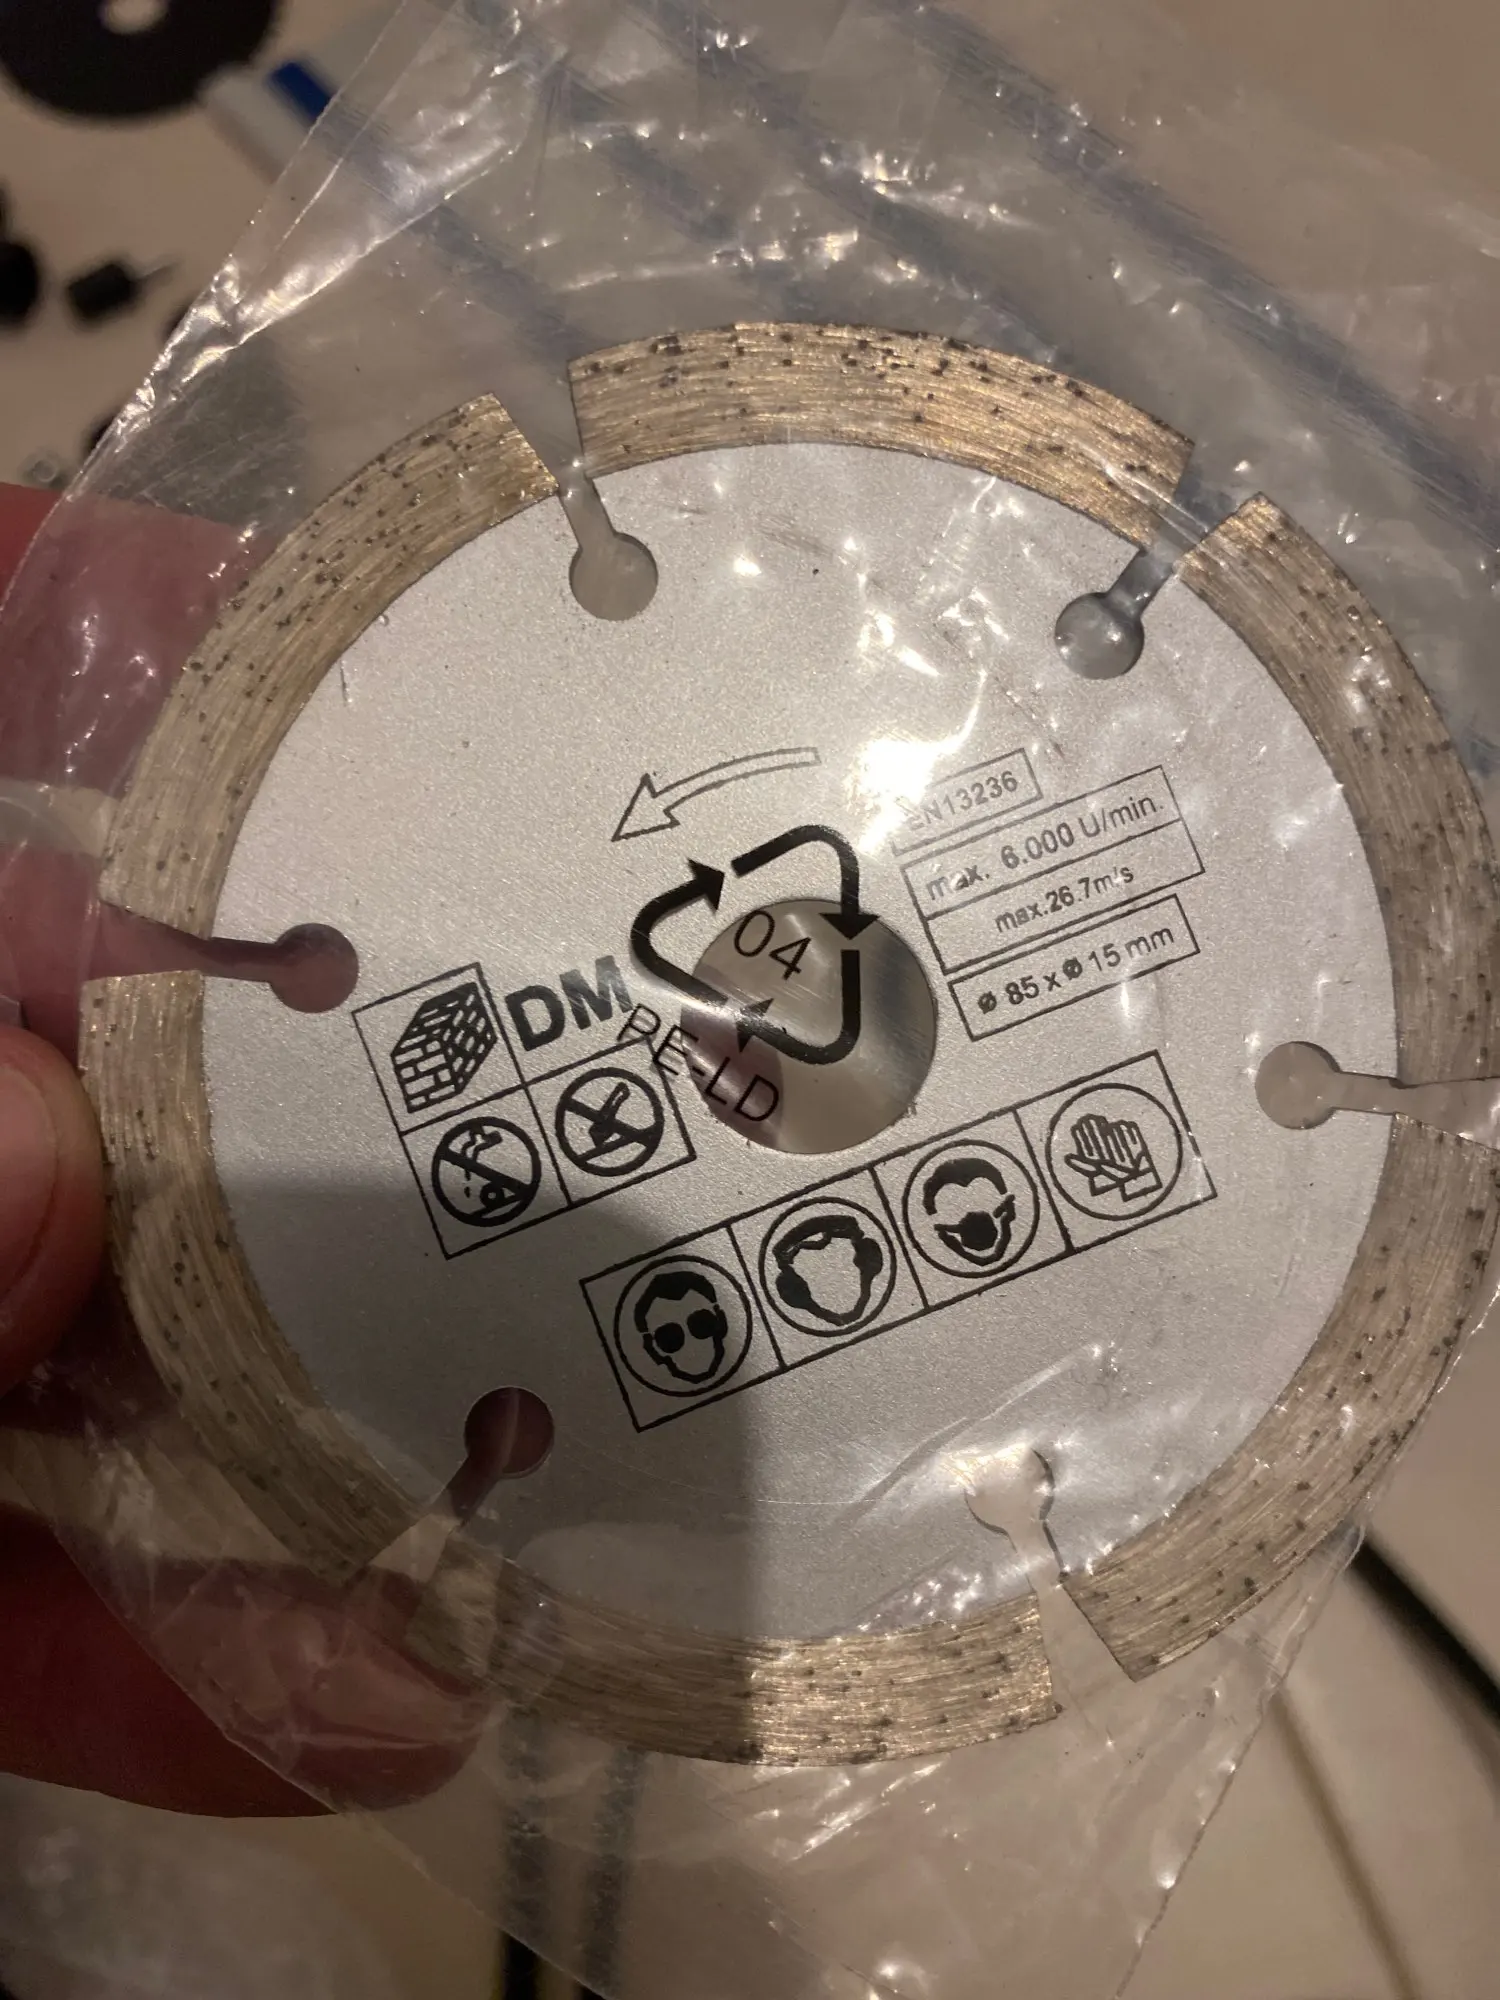 EN13236
max. 6.000 U/min.
max.26.7m/s
ø 85 x ø 15 mm
DM
04
PE-LD